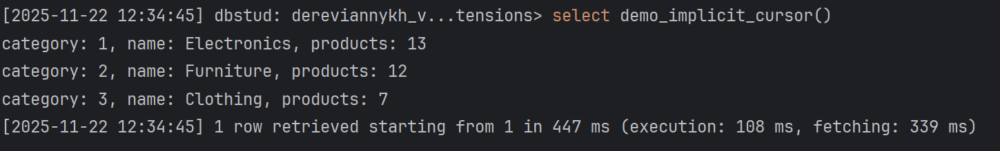 [2025-11-22 12:34:45] dbstud: dereviannykh_v...tensions> select demo_implicit_cursor()
category: 1, name: Electronics, products: 13
category: 2, name: Furniture, products: 12
category: 3, name: Clothing, products: 7
[2025-11-22 12:34:45] 1 row retrieved starting from 1 in 447 ms (execution: 108 ms, fetching: 339 ms)